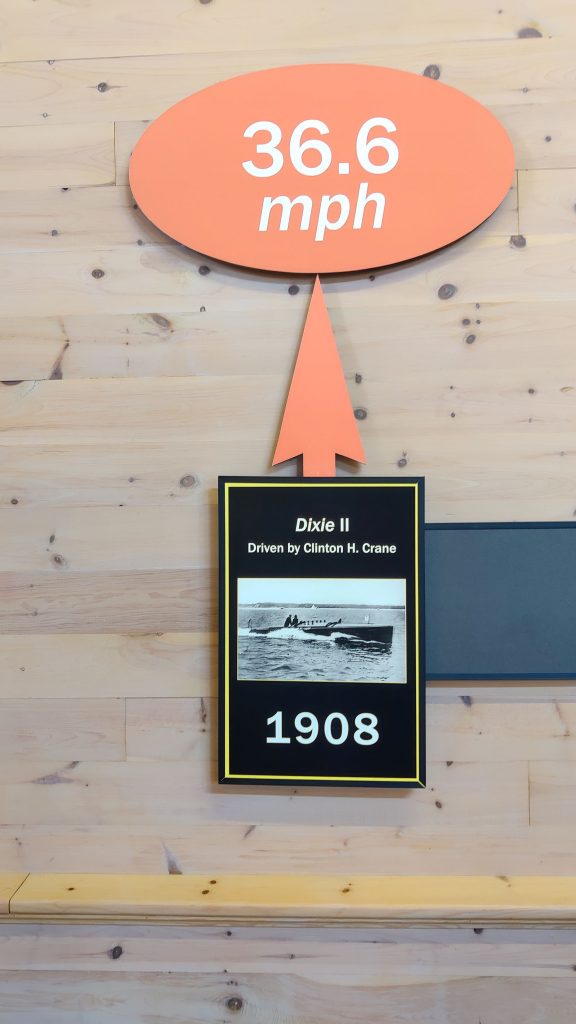 36.6
mph
Dixie II
Driven by Clinton H. Crane
1908